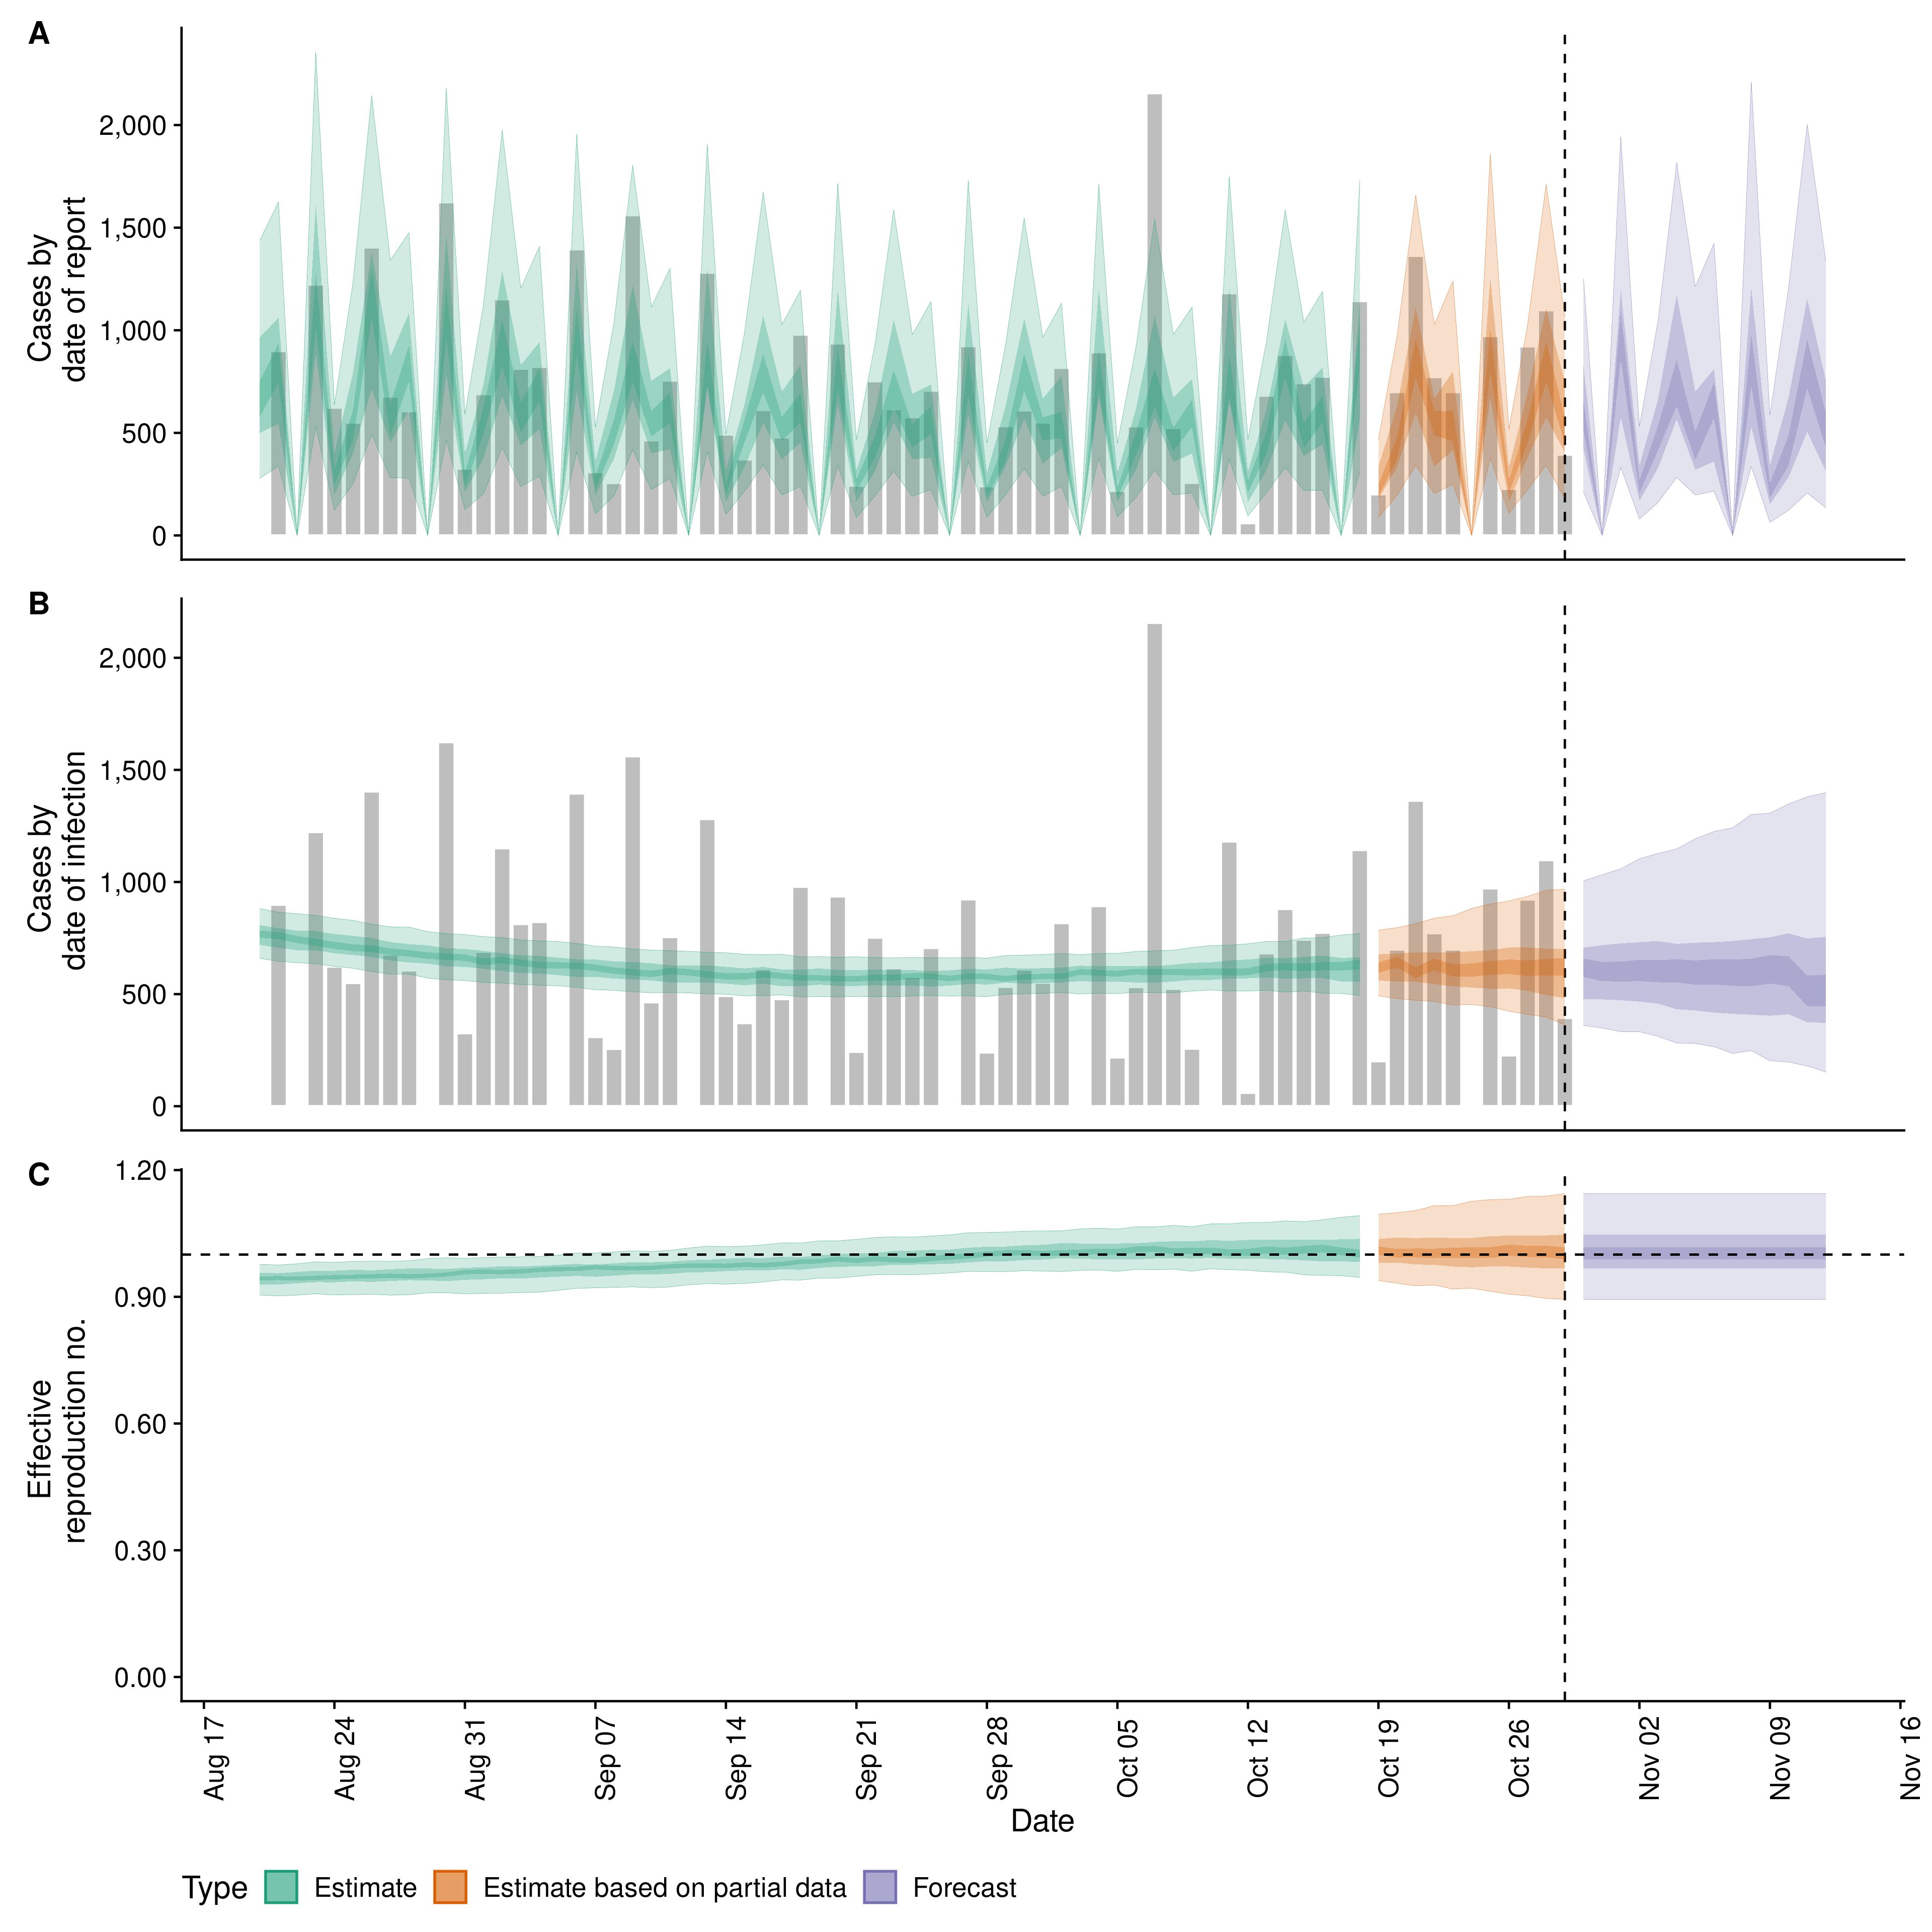 A
Cases by
date of report
2,000
1,500
1,000
500
0
B
Cases by
date of infection
2,000
1,500
1,000
500
0
C
Effective
reproduction no.
1.20
0.90
0.60
0.30
0.00
Aug 17
Aug 24
Aug 31
Sep 07
Sep 14
Sep 21
Sep 28
Oct 05
Oct 12
Oct 19
Oct 26
Nov 02
Nov 09
Nov 16
Date
Type Estimate Estimate based on partial data Forecast